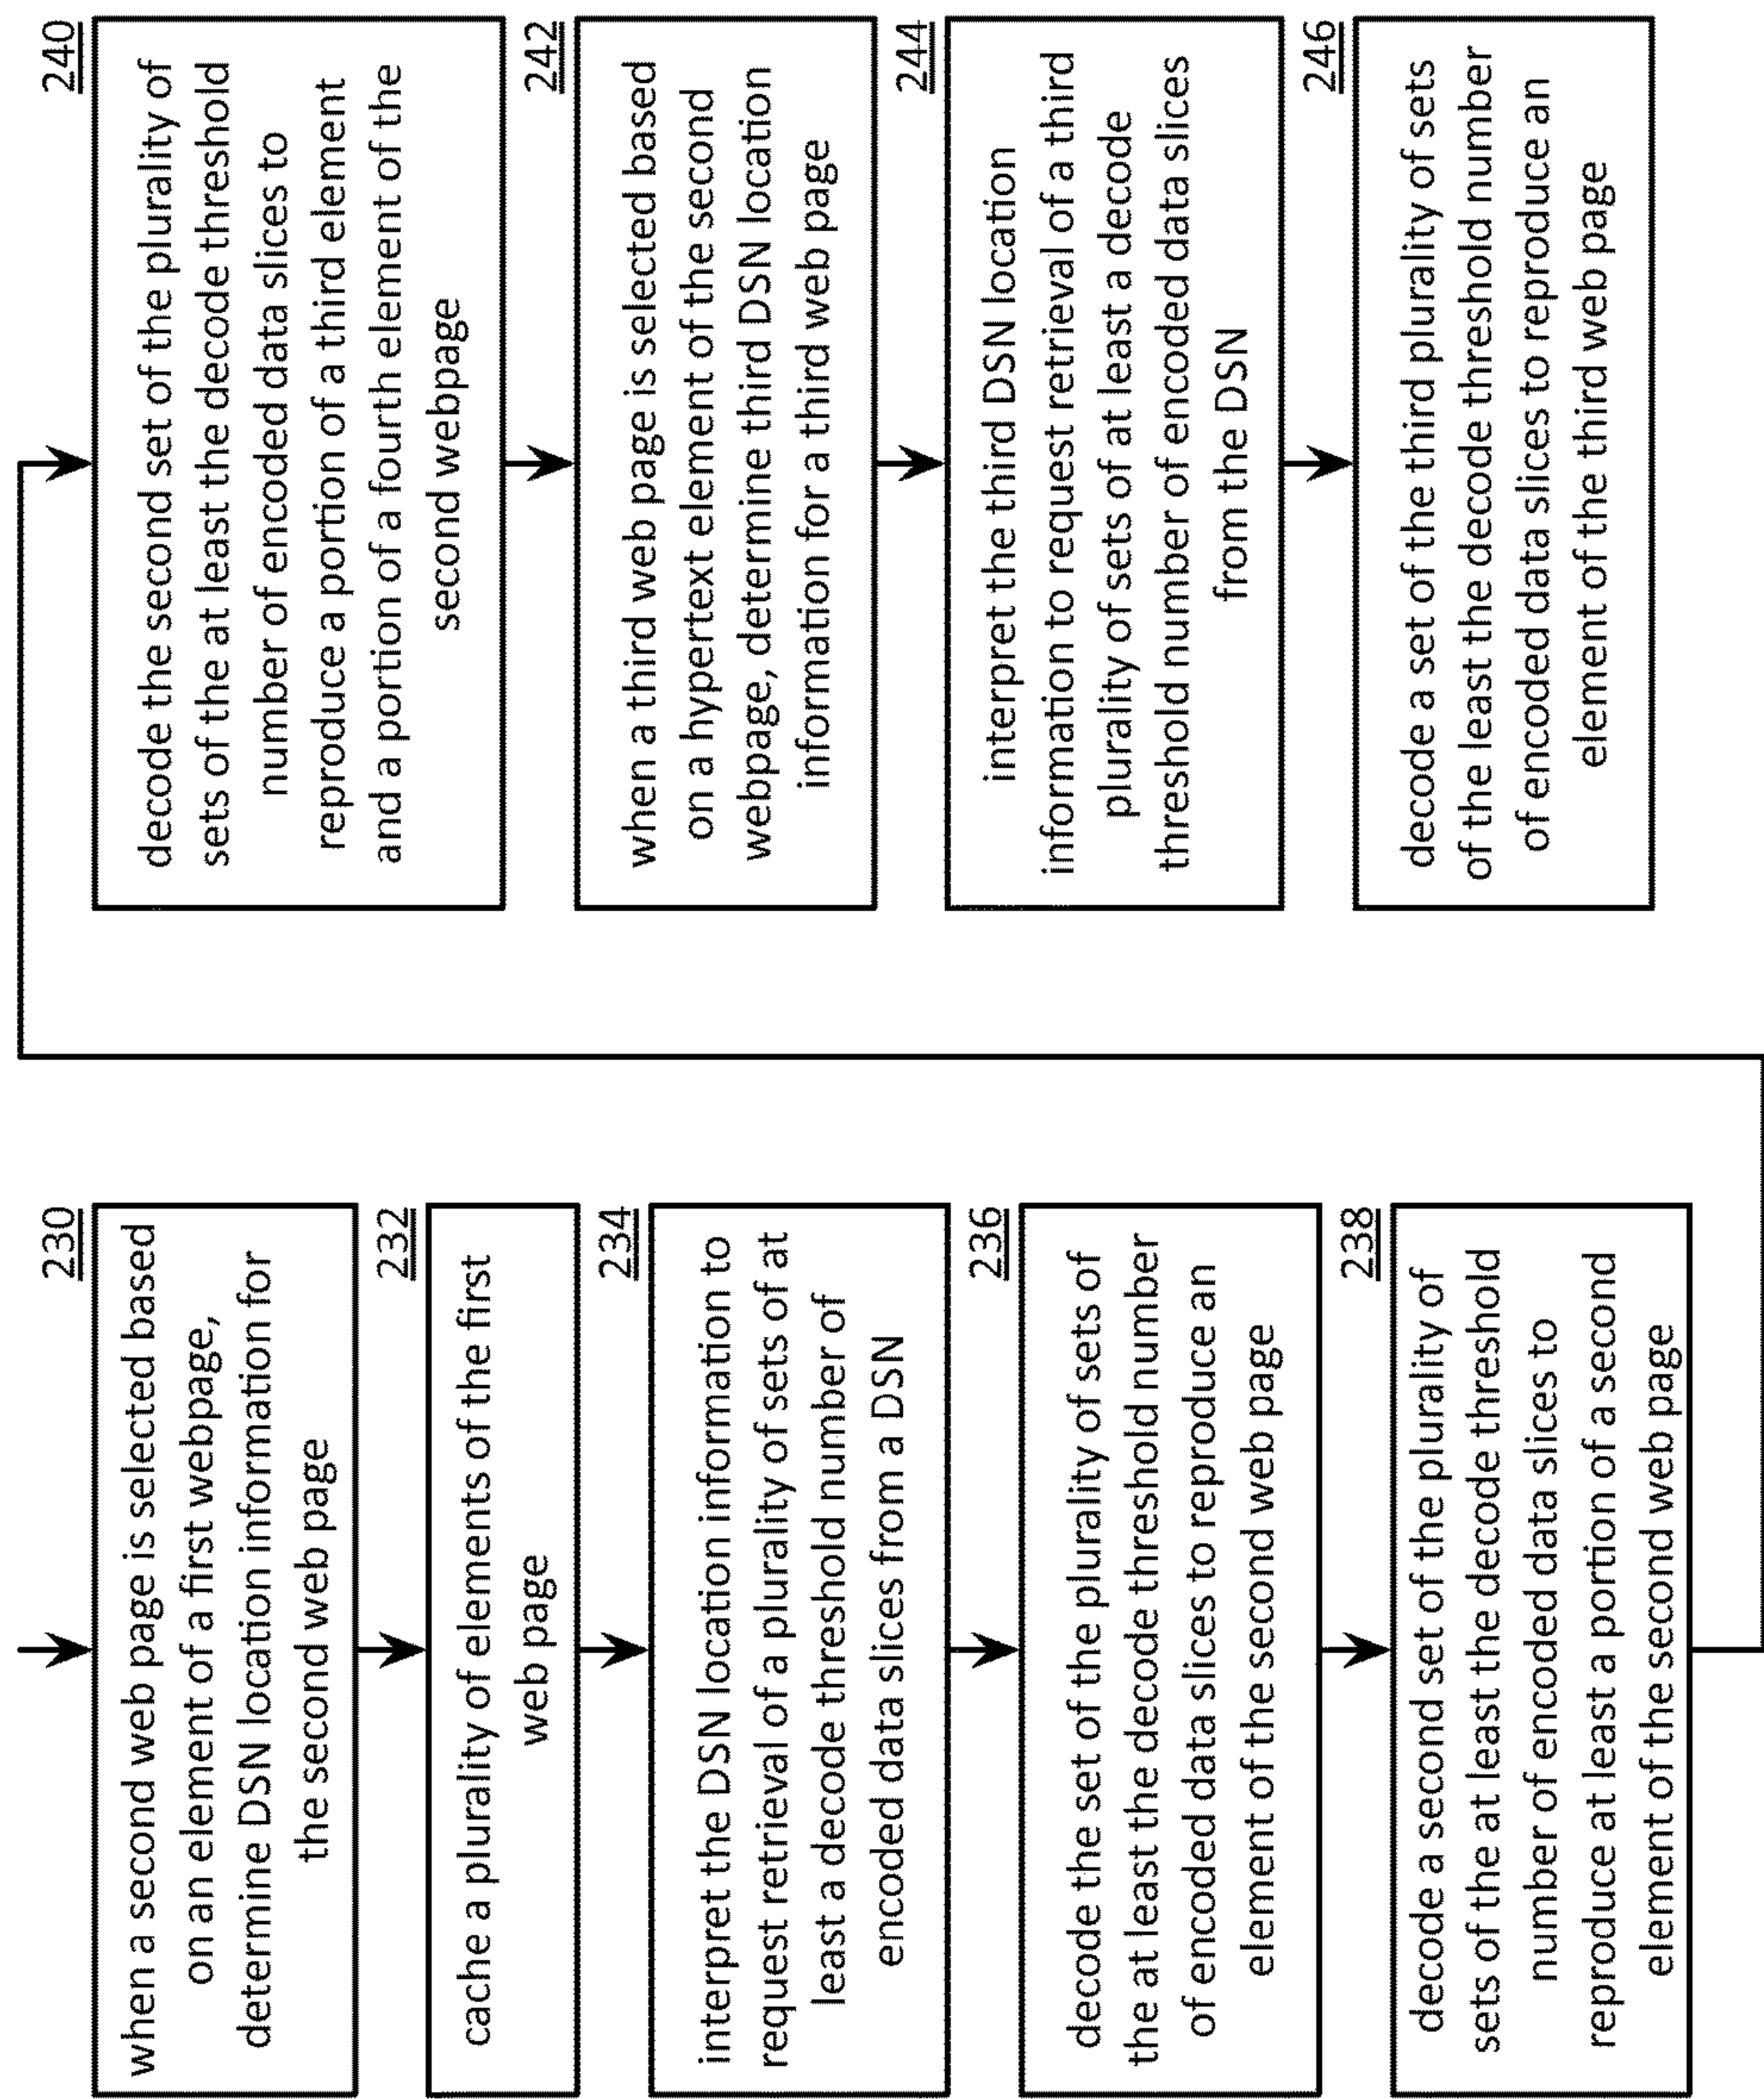 230
when a second web page is selected based
on an element of a first webpage,
determine DSN location information for
the second web page
232
cache a plurality of elements of the first
web page
234
interpret the DSN location information to
request retrieval of a plurality of sets of at
least a decode threshold number of
encoded data slices from a DSN
236
decode the set of the plurality of sets of
the at least the decode threshold number
of encoded data slices to reproduce an
element of the second web page
238
decode a second set of the plurality of
sets of the at least the decode threshold
number of encoded data slices to
reproduce at least a portion of a second
element of the second web page
240
decode the second set of the plurality of
sets of the at least the decode threshold
number of encoded data slices to
reproduce a portion of a third element
and a portion of a fourth element of the
second webpage
242
when a third web page is selected based
on a hypertext element of the second
webpage, determine third DSN location
information for a third web page
244
interpret the third DSN location
information to request retrieval of a third
plurality of sets of at least a decode
threshold number of encoded data slices
from the DSN
246
decode a set of the third plurality of sets
of the least the decode threshold number
of encoded data slices to reproduce an
element of the third web page